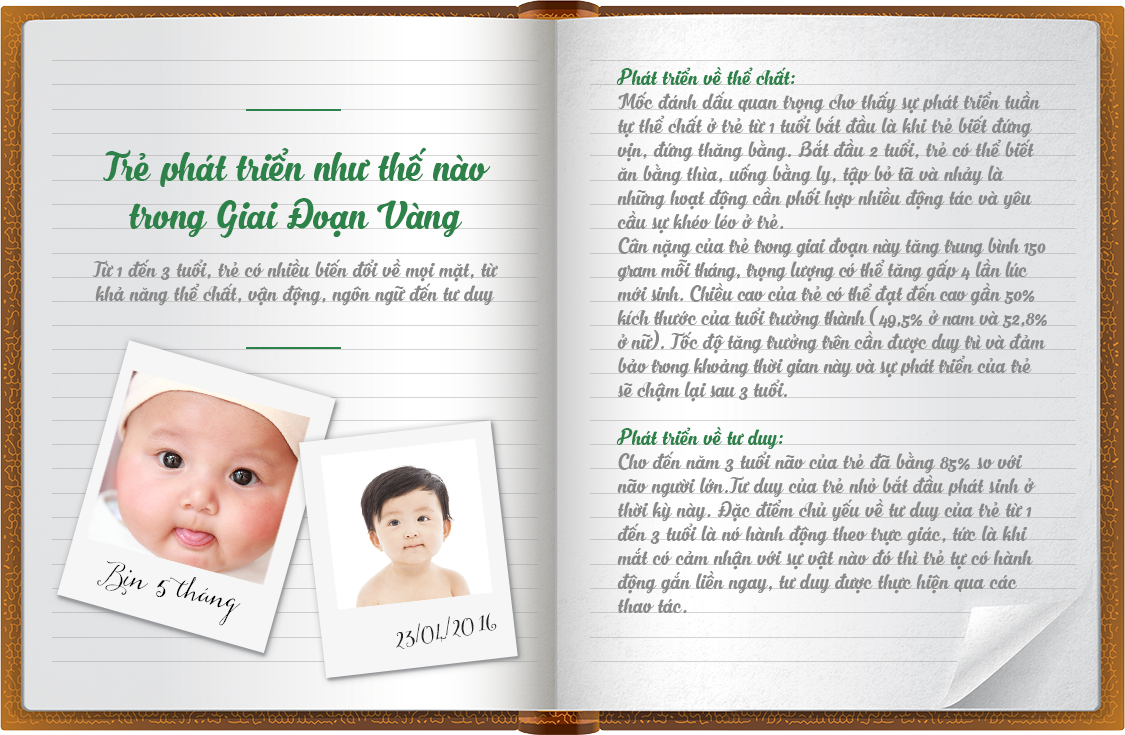 Trẻ phát triển như thế nào
trong Giai Đoạn Vàng
Từ 1 đến 3 tuổi, trẻ có nhiều biến đổi về mọi mặt, từ
khả năng thể chất, vận động, ngôn ngữ đến tư duy
Bịn 5 tháng
23/04/2016
Phát triển về thể chất:
Mốc đánh dấu quan trọng cho thấy sự phát triển tuần
tự thể chất ở trẻ từ 1 tuổi bắt đầu là khi trẻ biết đứng
vịn, đứng thăng bằng. Bắt đầu 2 tuổi, trẻ có thể biết
ăn bằng thìa, uống bằng ly, tập bỏ tã và nhảy là
những hoạt động cần phối hợp nhiều động tác và yêu
cầu sự khéo léo ở trẻ.
Cân nặng của trẻ trong giai đoạn này tăng trung bình 150
gram mỗi tháng, trọng lượng có thể tăng gấp 4 lần lúc
mới sinh. Chiều cao của trẻ có thể đạt đến cao gần 50%
kích thước của tuổi trưởng thành (49,5% ở nam và 52,8%
ở nữ). Tốc độ tăng trưởng trên cần được duy trì và đảm
bảo trong khoảng thời gian này và sự phát triển của trẻ
sẽ chậm lại sau 3 tuổi.
Phát triển về tư duy:
Cho đến năm 3 tuổi não của trẻ đã bằng 85% so với
não người lớn.Tư duy của trẻ nhỏ bắt đầu phát sinh ở
thời kỳ này. Đặc điểm chủ yếu về tư duy của trẻ từ 1
đến 3 tuổi là nó hành động theo trực giác, tức là khi
mắt có cảm nhận với sự vật nào đó thì trẻ tự có hành
động gắn liền ngay, tư duy được thực hiện qua các
thao tác.